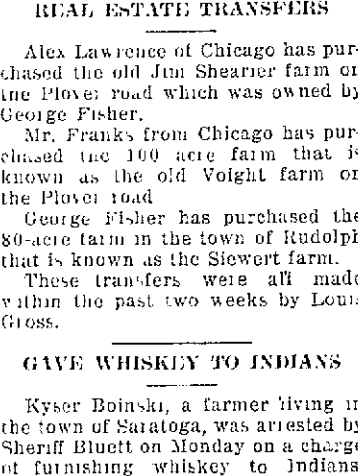 REAL ESTATE TRANSFERS
Alex Lawrence of Chicago has pur-
chased the old Jim Shearier farm on
the Plover road which was owned by
George Fisher.
Mr. Franks from Chicago has pur-
chased the 100 acre farm that is
known as the old Voight farm on
the Plover road
George Fisher has purchased the
80-acre farm in the town of Rudolph
that is known as the Siewert farm.
These transfers were all made
within the past two weeks by Louis
Gross.
GAVE WHISKEY TO INDIANS
Kyser Boinski, a farmer living in
the town of Saratoga, was arrested by
Sheriff Bluett on Monday on a charge
of furnishing whiskey to Indians